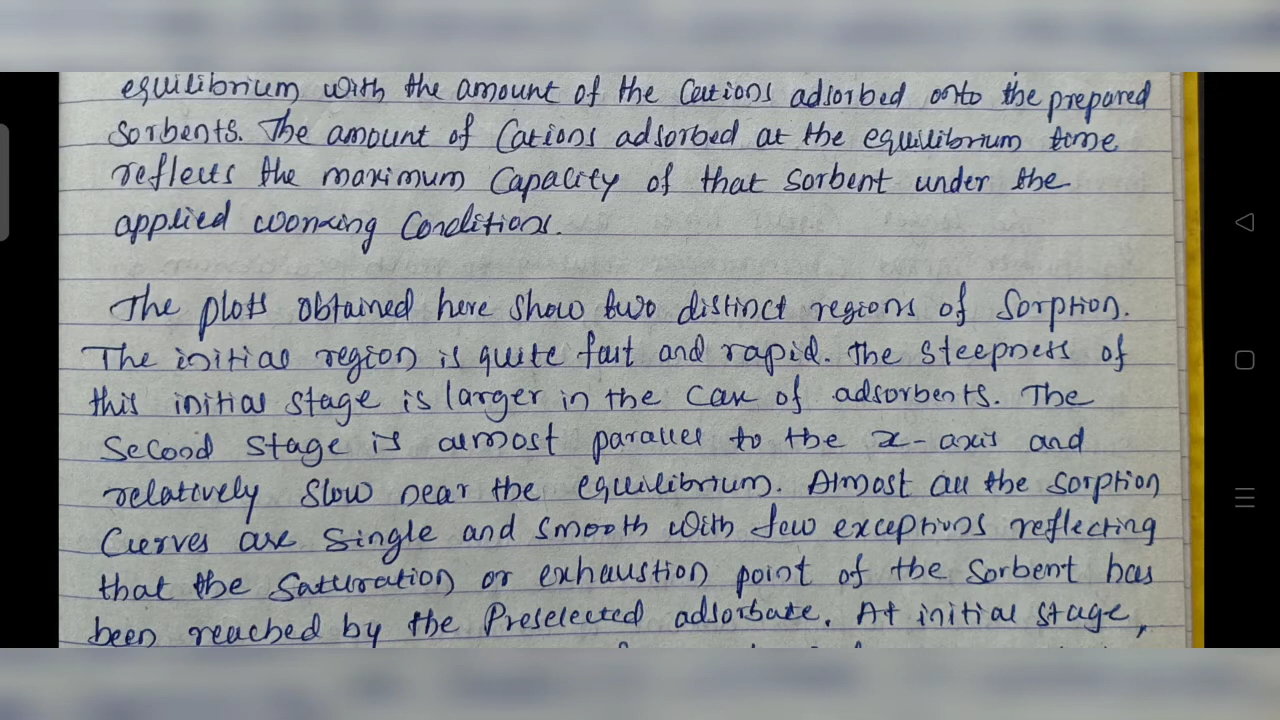 equilibrium with the amount of the Cations adsorbed onto the prepared
sorbents. The amount of Cations adsorbed at the equilibrium time
reflects the maximum Capacity of that sorbent under the
applied working Conditions.
The plots obtained here show two distinct regions of Sorption.
The initial region is quite fast and rapid. The steepness of
this initial stage is larger in the Case of adsorbents. The
Second stage is almost parallel to the x-axis and
relatively slow near the equilibrium. Almost all the sorption
Curves are single and smooth with few exceptions reflecting
that the Saturation or exhaustion point of the Sorbent has
been reached by the Preselected adsorbate. At initial stage,